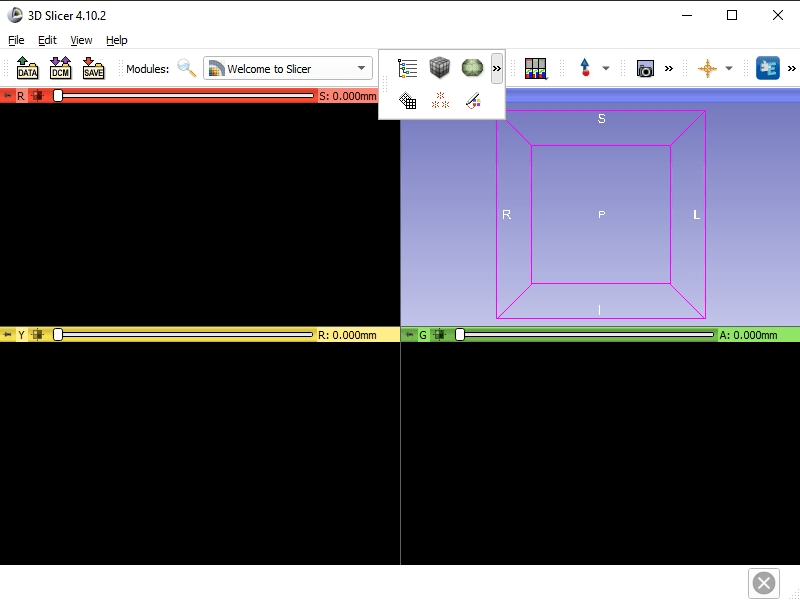 3D Slicer 4.10.2
File Edit View Help
DATA DCM SAVE Modules: Welcome to Slicer
R S: 0.000mm
S
R P L
I
Y R: 0.000mm
G A: 0.000mm